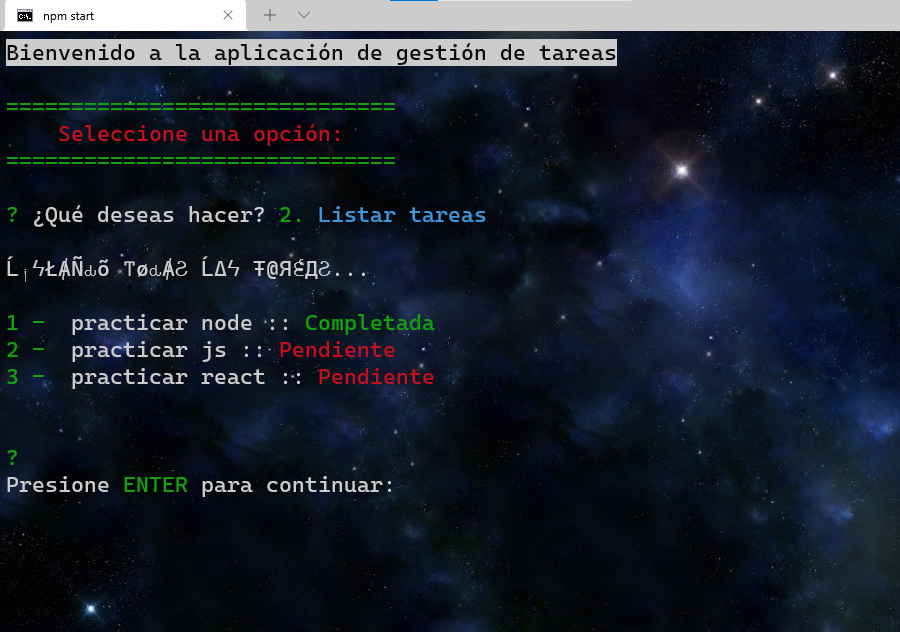 npm start
Bienvenido a la aplicación de gestión de tareas
==============================
Seleccione una opción:
==============================
? ¿Qué deseas hacer? 2. Listar tareas
1 - practicar node :: Completada
2 - practicar js :: Pendiente
3 - practicar react :: Pendiente
?
Presione ENTER para continuar: